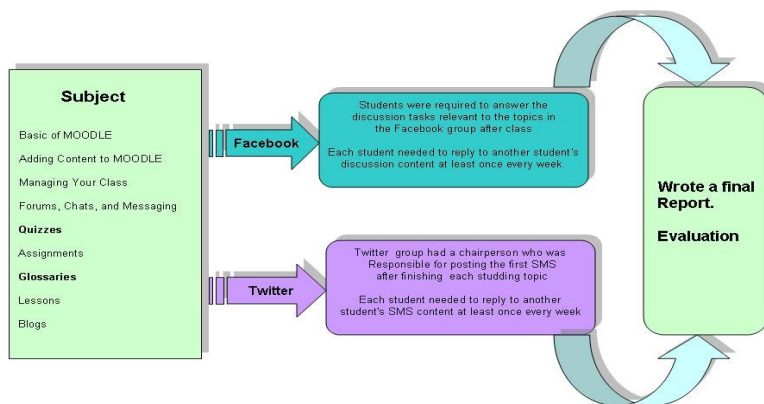 Subject
Basic of MOODLE
Adding Content to MOODLE
Managing Your Class
Forums, Chats, and Messaging
Quizzes
Assignments
Glossaries
Lessons
Blogs
Facebook
Students were required to answer the
discussion tasks relevant to the topics in
the Facebook group after class
Each student needed to reply to another student's
discussion content at least once every week.
Twitter
Twitter group had a chairperson who was
Responsible for posting the first SMS
after finishing each studding topic
Each student needed to reply to another
student's SMS content at least once every week
Wrote a final
Report.
Evaluation